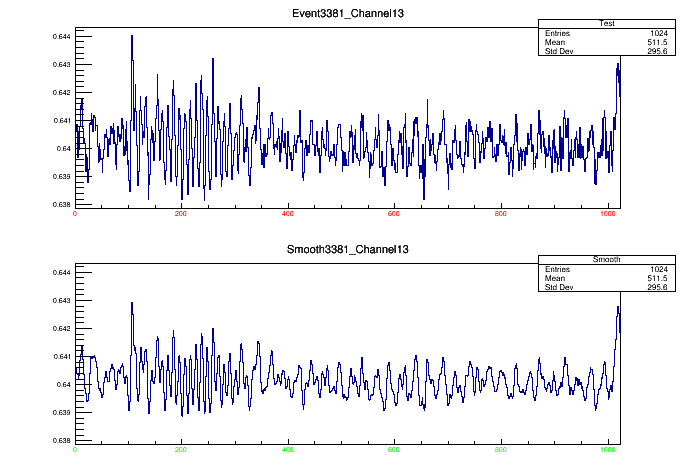 Event3381_Channel13
Test
Entries 1024
Mean 511.5
Std Dev 295.6
0.644
0.643
0.642
0.641
0.64
0.639
0.638
0 200 400 600 800 1000
Smooth3381_Channel13
Smooth
Entries 1024
Mean 511.5
Std Dev 295.6
0.644
0.643
0.642
0.641
0.64
0.639
0.638
0 200 400 600 800 1000